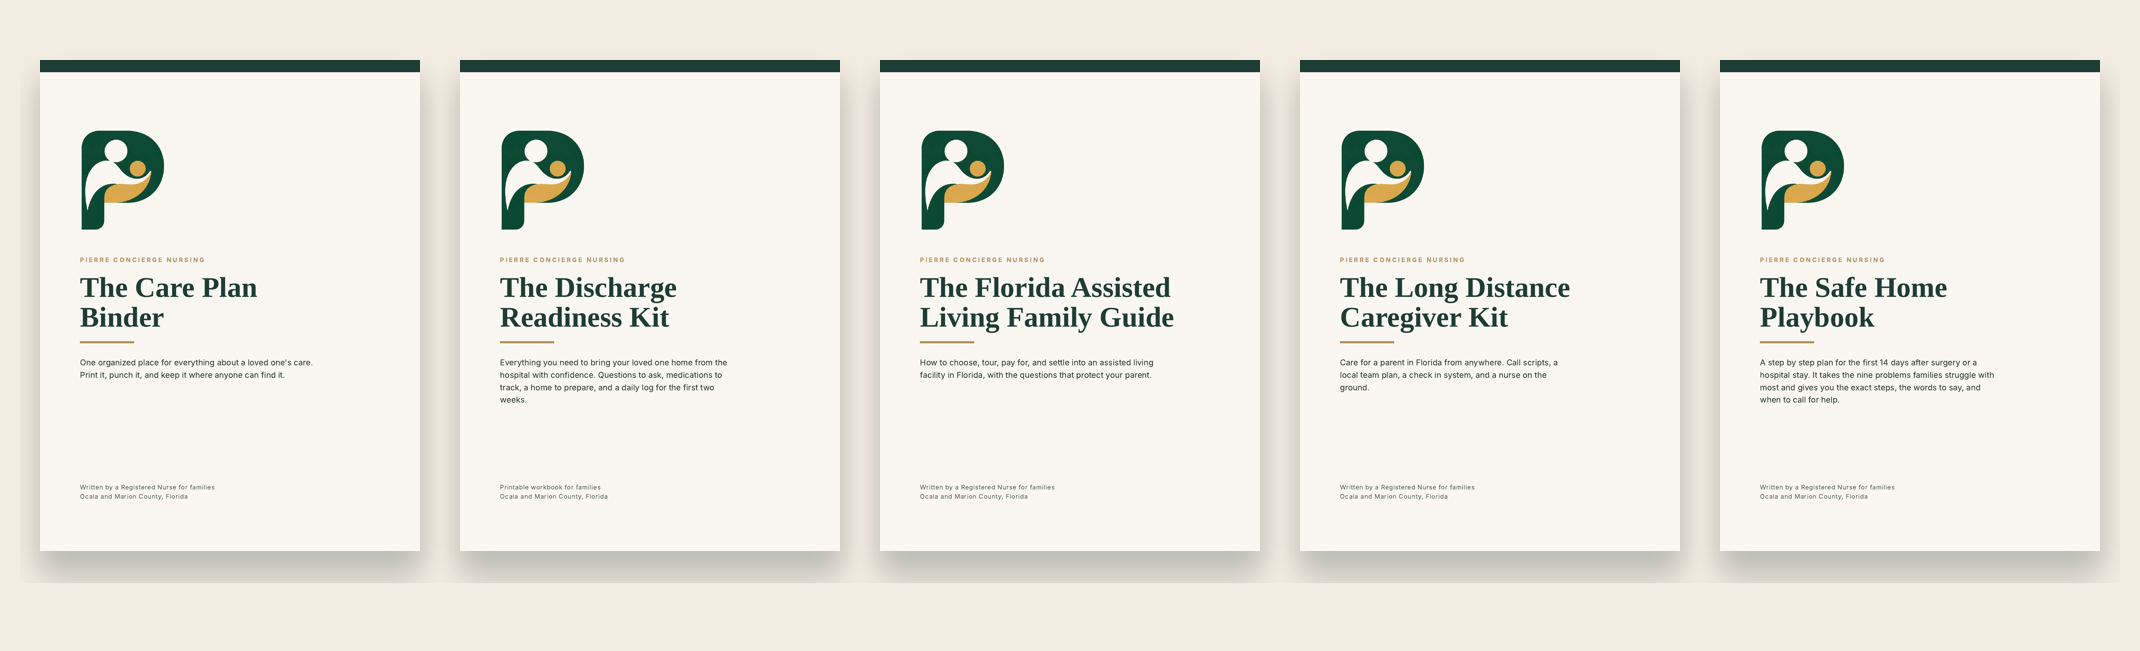 PIERRE CONCIERGE NURSING
The Care Plan
Binder
One organized place for everything about a loved one's care.
Print it, punch it, and keep it where anyone can find it.
Written by a Registered Nurse for families
Ocala and Marion County, Florida
PIERRE CONCIERGE NURSING
The Discharge
Readiness Kit
Everything you need to bring your loved one home from the
hospital with confidence. Questions to ask, medications to
track, a home to prepare, and a daily log for the first two
weeks.
Printable workbook for families
Ocala and Marion County, Florida
PIERRE CONCIERGE NURSING
The Florida Assisted
Living Family Guide
How to choose, tour, pay for, and settle into an assisted living
facility in Florida, with the questions that protect your parent.
Written by a Registered Nurse for families
Ocala and Marion County, Florida
PIERRE CONCIERGE NURSING
The Long Distance
Caregiver Kit
Care for a parent in Florida from anywhere. Call scripts, a
local team plan, a check in system, and a nurse on the
ground.
Written by a Registered Nurse for families
Ocala and Marion County, Florida
PIERRE CONCIERGE NURSING
The Safe Home
Playbook
A step by step plan for the first 14 days after surgery or a
hospital stay. It takes the nine problems families struggle with
most and gives you the exact steps, the words to say, and
when to call for help.
Written by a Registered Nurse for families
Ocala and Marion County, Florida